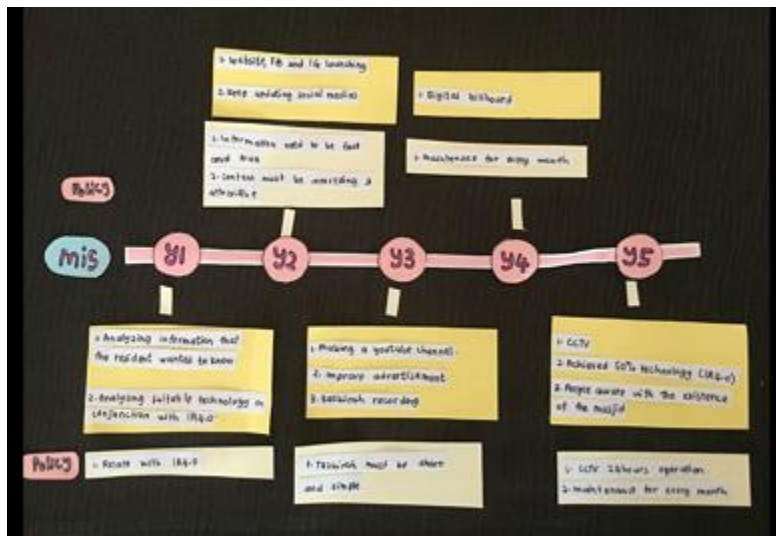 1. Website, FB and IG launching
2. Keep updating social medias
1. Digital billboard
1. Information need to be fast
and true
2. Content must be interesting &
attractive
1. Maintenance for every month
Policy
MIS
Y1
Y2
Y3
Y4
Y5
1. Analyzing information that
the resident wanted to know
2. Analyzing suitable technology in
conjunction with IR4.0
1. Making a youtube channel
2. Improve advertisement
3. Tazkirah recording
1. CCTV
2. Achieved 50% technology (IR4.0)
3. People aware with the existence
of the masjid
Policy
1. Relate with IR4.0
1. Tazkirah must be short
and simple
1. CCTV 24hours operation
2. maintenance for every month